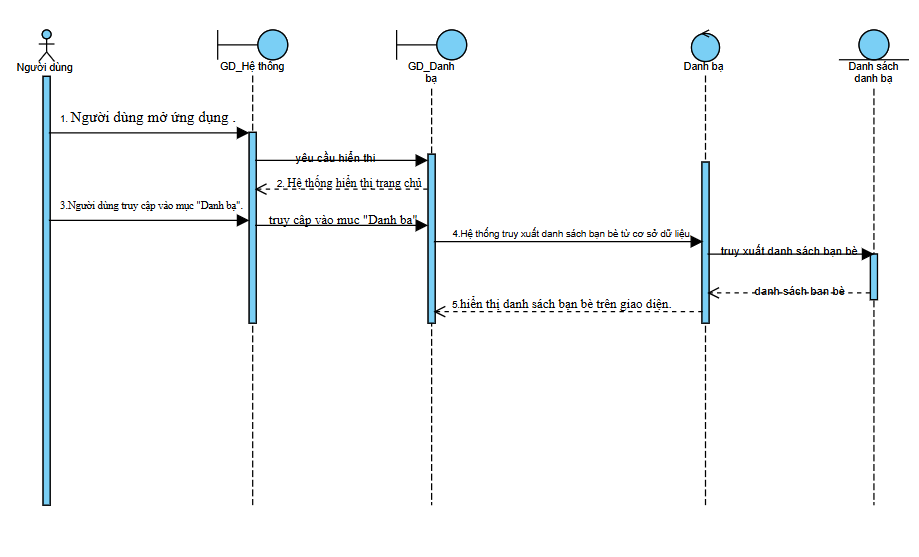 Người dùng
GD_Hệ thống
GD_Danh
bạ
Danh bạ
Danh sách
danh bạ
1. Người dùng mở ứng dụng .
yêu cầu hiển thị
2. Hệ thống hiển thị trang chủ
3.Người dùng truy cập vào mục "Danh bạ".
truy cập vào mục "Danh bạ"
4.Hệ thống truy xuất danh sách bạn bè từ cơ sở dữ liệu.
truy xuất danh sách bạn bè
danh sách bạn bè
5.hiển thị danh sách bạn bè trên giao diện.